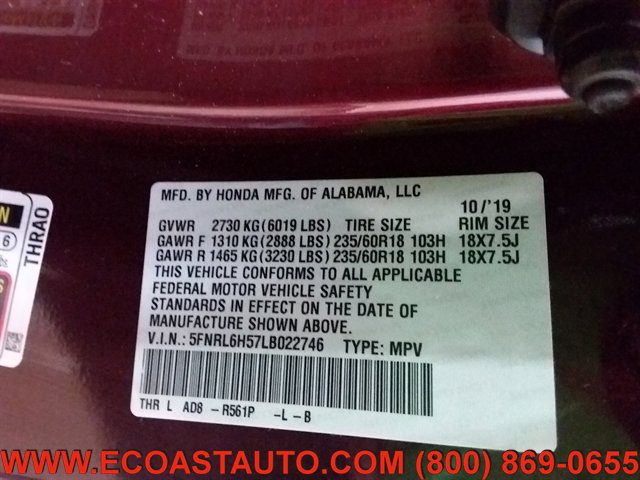 MFD. BY HONDA MFG. OF ALABAMA, LLC
10/'19
GVWR 2730 KG (6019 LBS) TIRE SIZE RIM SIZE
GAWR F 1310 KG (2888 LBS) 235/60R18 103H 18X7.5J
GAWR R 1465 KG (3230 LBS) 235/60R18 103H 18X7.5J
THIS VEHICLE CONFORMS TO ALL APPLICABLE
FEDERAL MOTOR VEHICLE SAFETY
STANDARDS IN EFFECT ON THE DATE OF
MANUFACTURE SHOWN ABOVE.
V.I.N.: 5FNRL6H57LB022746 TYPE: MPV
THR L AD8 -R561P -L-B
THRAO
6
WWW.ECOASTAUTO.COM (800) 869-0655